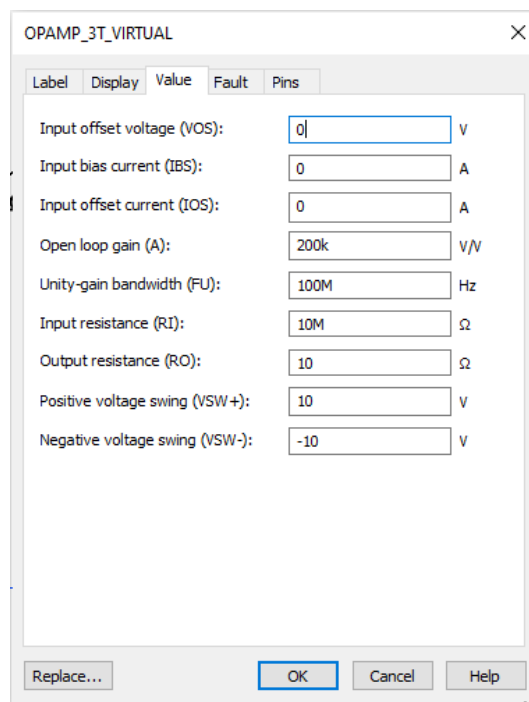 OPAMP_3T_VIRTUAL
Label Display Value Fault Pins
Input offset voltage (VOS): 0 V
Input bias current (IBS): 0 A
Input offset current (IOS): 0 A
Open loop gain (A): 200k V/V
Unity-gain bandwidth (FU): 100M Hz
Input resistance (RI): 10M Ω
Output resistance (RO): 10 Ω
Positive voltage swing (VSW+): 10 V
Negative voltage swing (VSW-): -10 V
Replace... OK Cancel Help